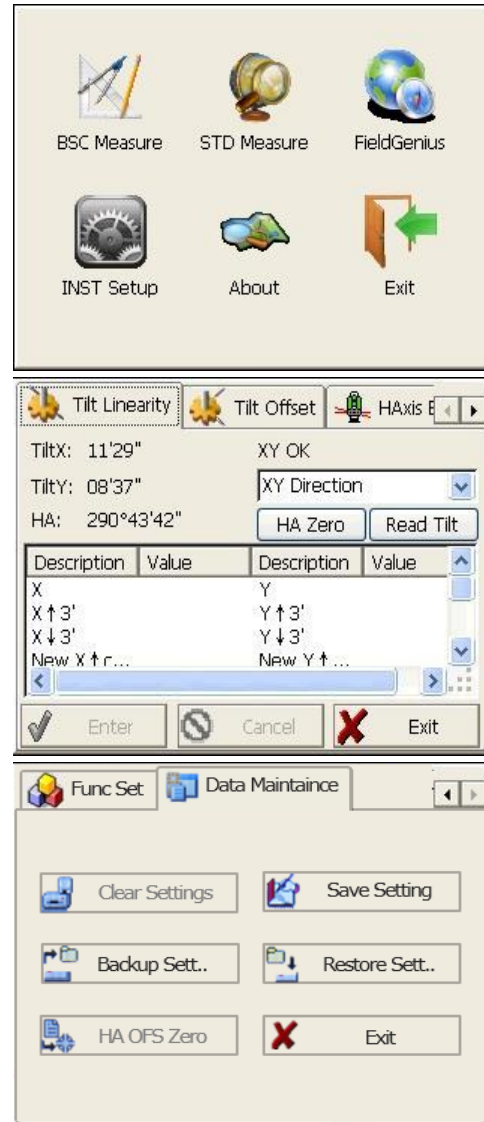 BSC Measure STD Measure FieldGenius
INST Setup About Exit
Tilt Linearity Tilt Offset HAxis E
TiltX: 11'29" XY OK
TiltY: 08'37" XY Direction
HA: 290°43'42" HA Zero Read Tilt
Description Value Description Value
X Y
X↑3' Y↑3'
X↓3' Y↓3'
New X↑r... New Y↑...
Enter Cancel Exit
Func Set Data Maintaince
Clear Settings Save Setting
Backup Sett.. Restore Sett..
HA OFS Zero Exit